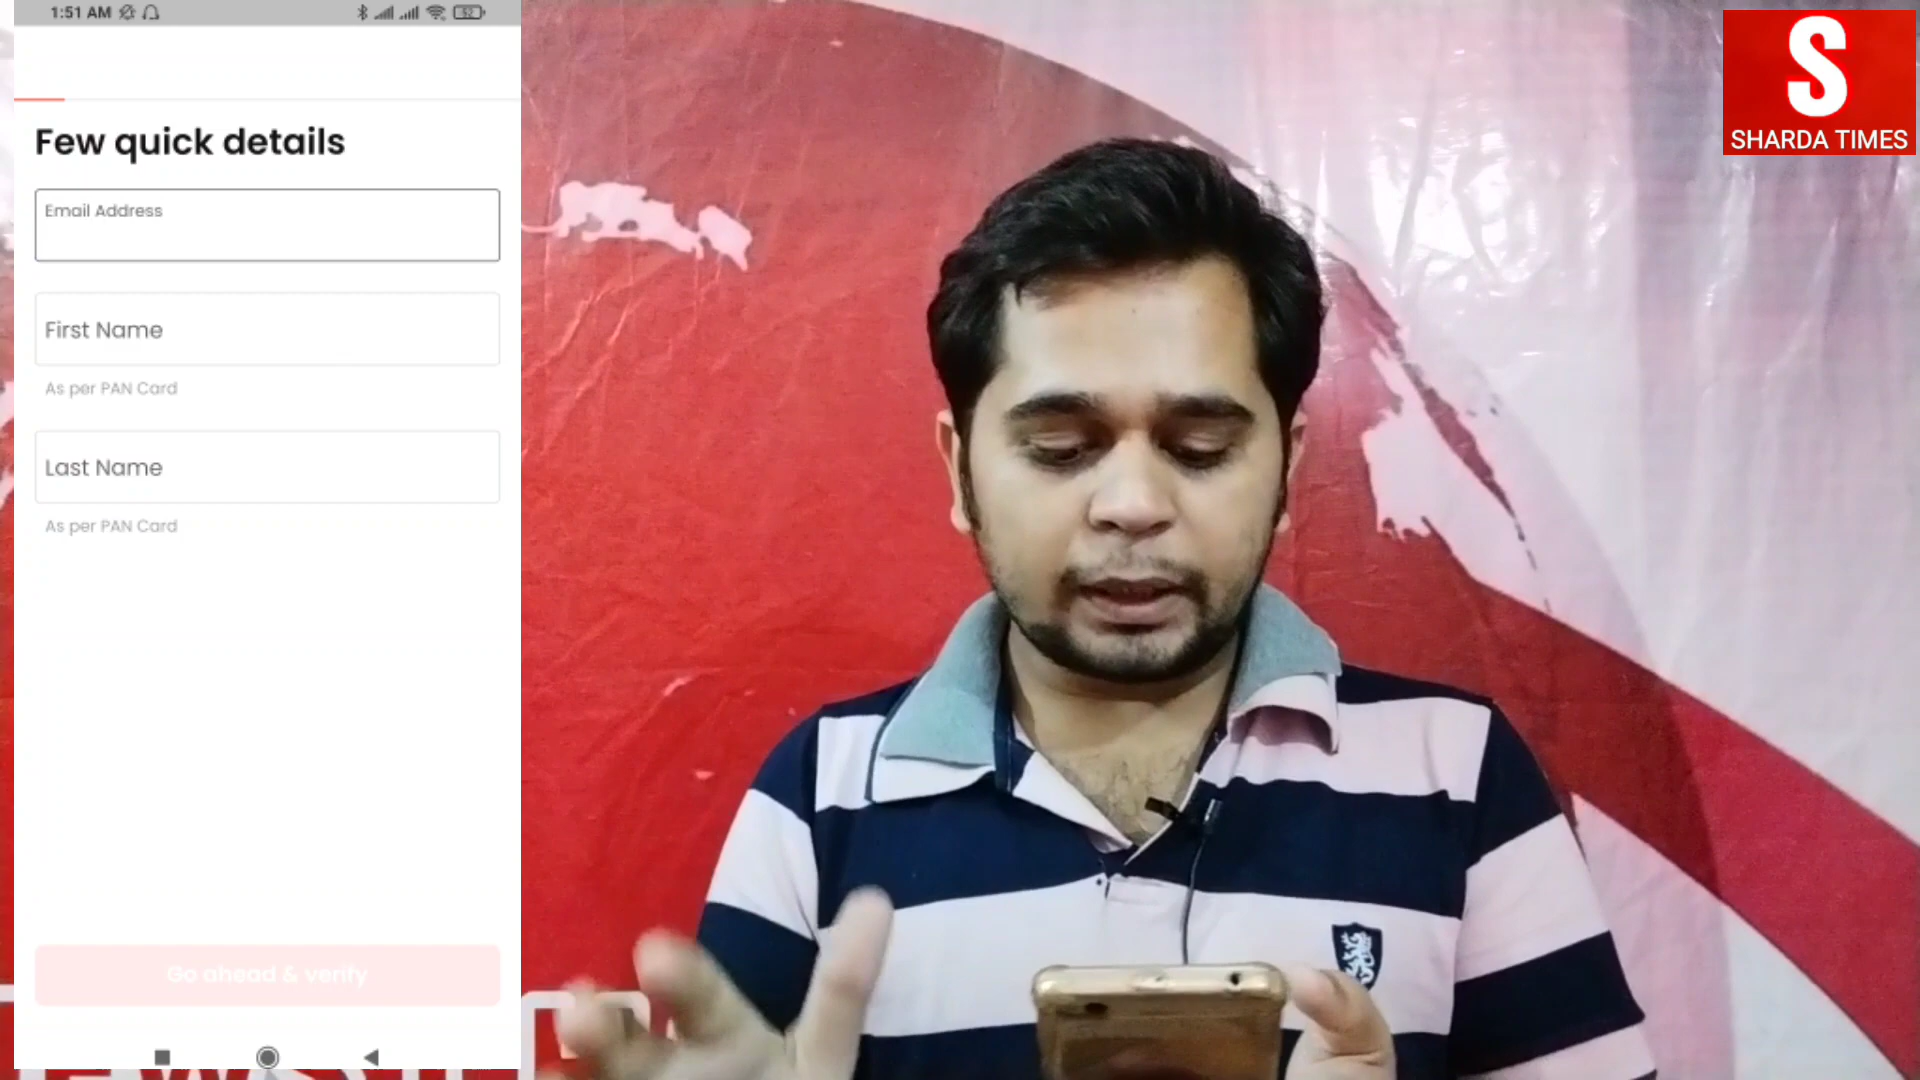 1:51 AM
52
Few quick details
Email Address
First Name
As per PAN Card
Last Name
As per PAN Card
Go ahead & verify
S
SHARDA TIMES